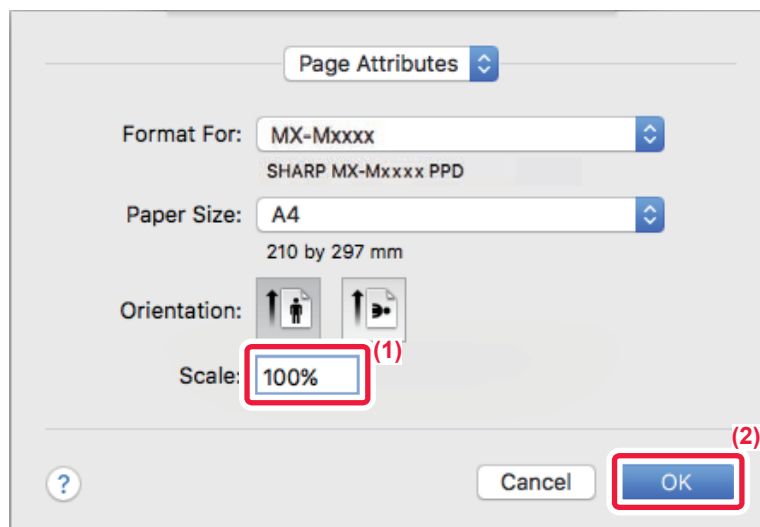 Page Attributes
Format For: MX-Mxxxx
SHARP MX-Mxxxx PPD
Paper Size: A4
210 by 297 mm
Orientation:
(1)
Scale: 100%
(2)
? Cancel OK